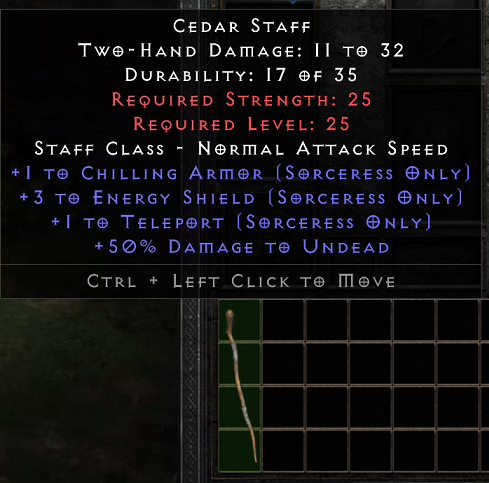 Cedar Staff
Two-Hand Damage: 11 to 32
Durability: 17 of 35
Required Strength: 25
Required Level: 25
Staff Class - Normal Attack Speed
+1 to Chilling Armor (Sorceress Only)
+3 to Energy Shield (Sorceress Only)
+1 to Teleport (Sorceress Only)
+50% Damage to Undead
Ctrl + Left Click to Move